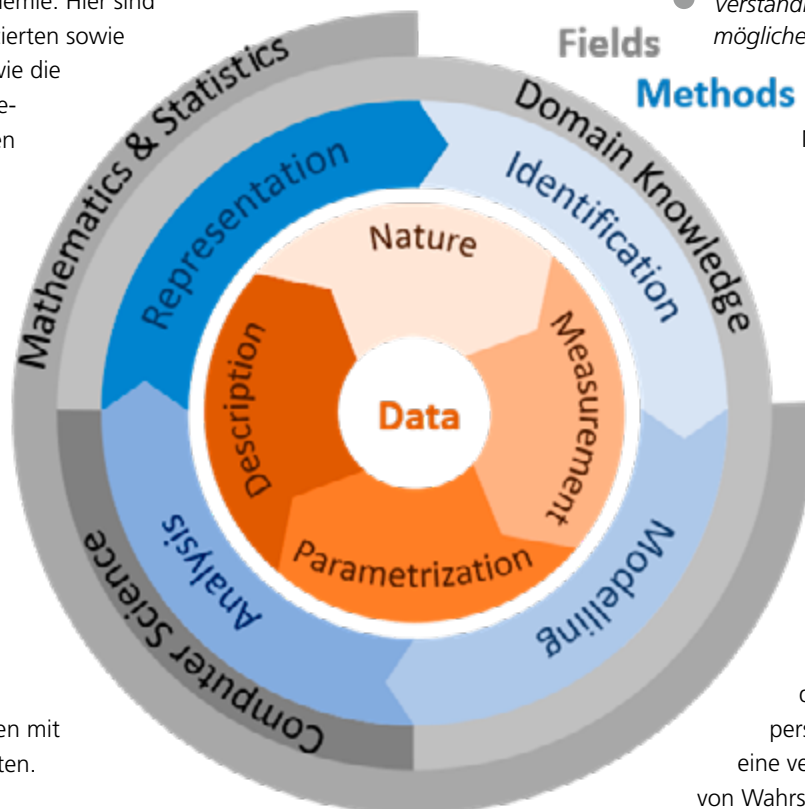 emie. Hier sind
ierten sowie
wie die
e-
en
verständl
mögliche
Fields
Methods
Mathematics & Statistics
Domain Knowledge
Computer Science
Representation
Identification
Modelling
Analysis
Nature
Measurement
Parametrization
Description
Data
en mit
ten.
pers
eine ve
von Wahrs